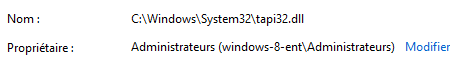 Nom : C:\Windows\System32\tapi32.dll
Propriétaire : Administrateurs (windows-8-ent\Administrateurs) Modifier